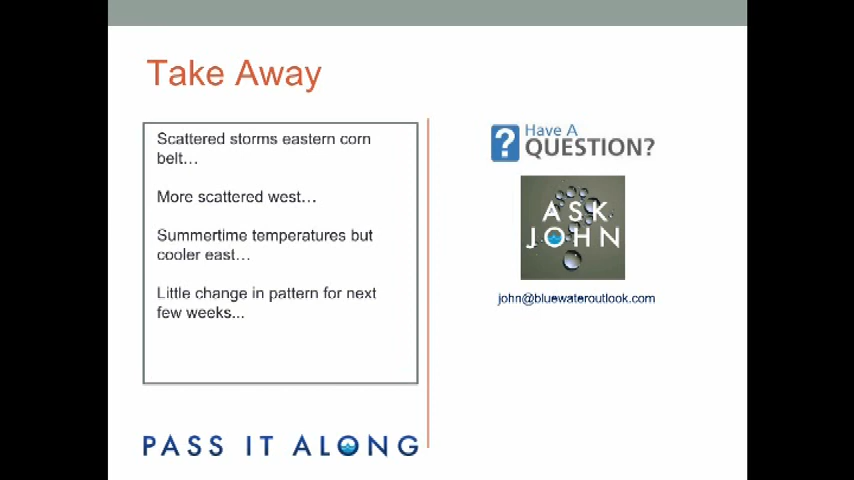 Take Away
Scattered storms eastern corn
belt...
More scattered west...
Summertime temperatures but
cooler east...
Little change in pattern for next
few weeks...
PASS IT ALONG
?
Have A
QUESTION?
ASK
JOHN
john@bluewateroutlook.com